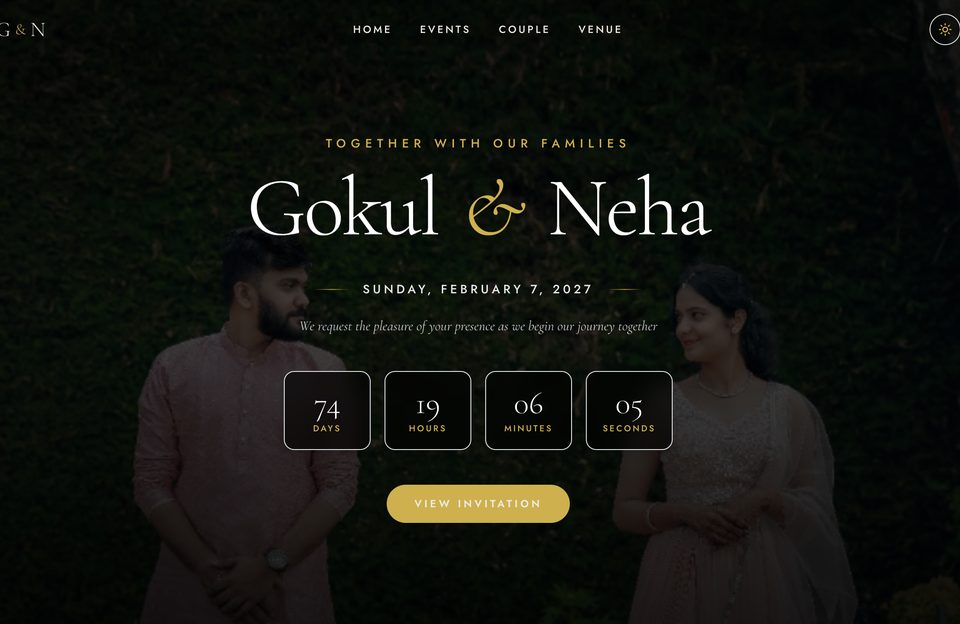 G & N
HOME EVENTS COUPLE VENUE
TOGETHER WITH OUR FAMILIES
Gokul & Neha
SUNDAY, FEBRUARY 7, 2027
We request the pleasure of your presence as we begin our journey together
74 19 06 05
DAYS HOURS MINUTES SECONDS
VIEW INVITATION